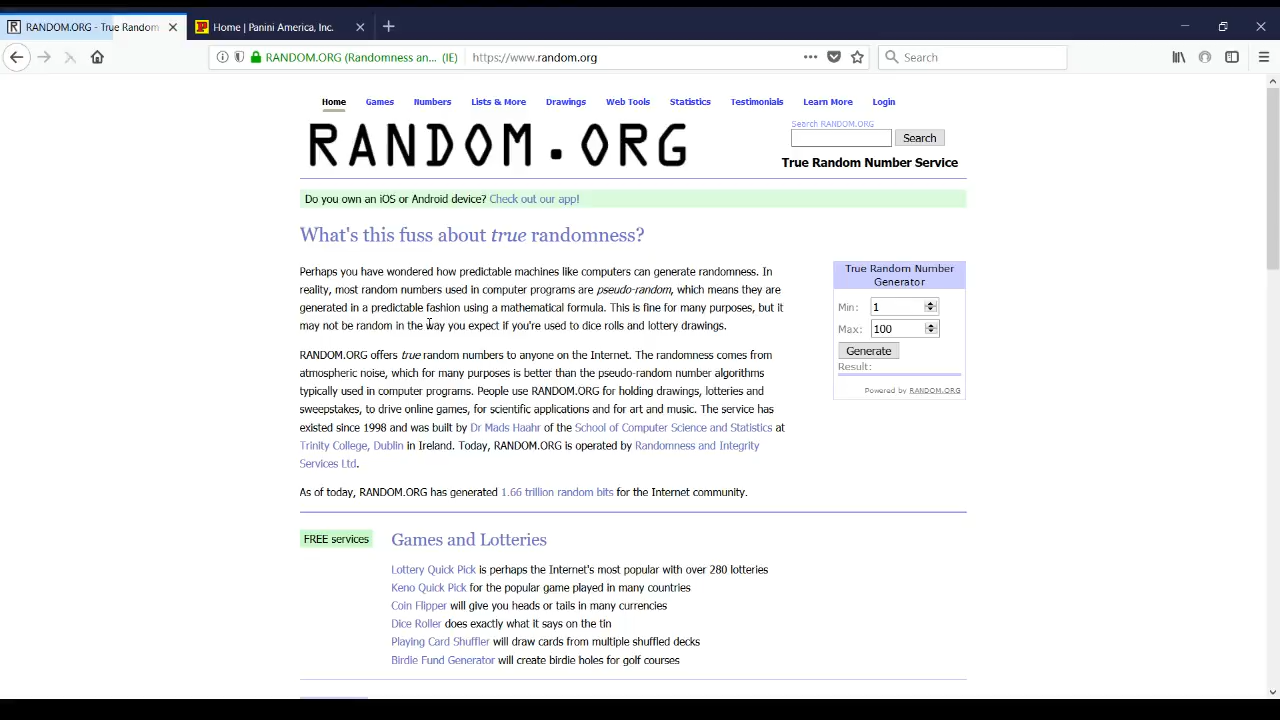 RANDOM.ORG - True Random
Home | Panini America, Inc.
RANDOM.ORG (Randomness an... (IE)
https://www.random.org
Search
Home Games Numbers Lists & More Drawings Web Tools Statistics Testimonials Learn More Login
RANDOM.ORG
Search RANDOM.ORG
Search
True Random Number Service
Do you own an iOS or Android device? Check out our app!
What's this fuss about true randomness?
Perhaps you have wondered how predictable machines like computers can generate randomness. In
reality, most random numbers used in computer programs are pseudo-random, which means they are
generated in a predictable fashion using a mathematical formula. This is fine for many purposes, but it
may not be random in the way you expect if you're used to dice rolls and lottery drawings.
RANDOM.ORG offers true random numbers to anyone on the Internet. The randomness comes from
atmospheric noise, which for many purposes is better than the pseudo-random number algorithms
typically used in computer programs. People use RANDOM.ORG for holding drawings, lotteries and
sweepstakes, to drive online games, for scientific applications and for art and music. The service has
existed since 1998 and was built by Dr Mads Haahr of the School of Computer Science and Statistics at
Trinity College, Dublin in Ireland. Today, RANDOM.ORG is operated by Randomness and Integrity
Services Ltd.
As of today, RANDOM.ORG has generated 1.66 trillion random bits for the Internet community.
True Random Number
Generator
Min: 1
Max: 100
Generate
Result:
Powered by RANDOM.ORG
FREE services
Games and Lotteries
Lottery Quick Pick is perhaps the Internet's most popular with over 280 lotteries
Keno Quick Pick for the popular game played in many countries
Coin Flipper will give you heads or tails in many currencies
Dice Roller does exactly what it says on the tin
Playing Card Shuffler will draw cards from multiple shuffled decks
Birdie Fund Generator will create birdie holes for golf courses